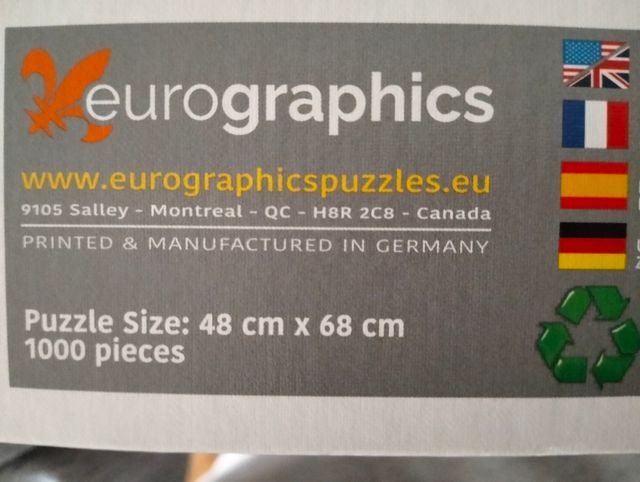 eurographics
www.eurographicspuzzles.eu
9105 Salley - Montreal - QC - H8R 2C8 - Canada
PRINTED & MANUFACTURED IN GERMANY
Puzzle Size: 48 cm x 68 cm
1000 pieces